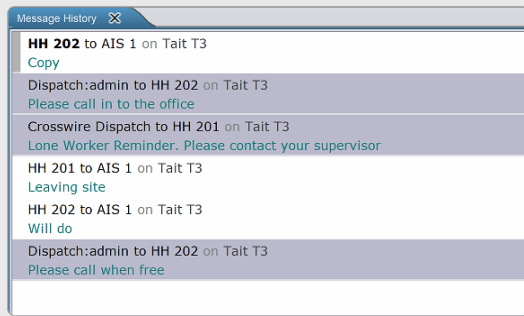 Message History
HH 202 to AIS 1 on Tait T3
Copy
Dispatch:admin to HH 202 on Tait T3
Please call in to the office
Crosswire Dispatch to HH 201 on Tait T3
Lone Worker Reminder. Please contact your supervisor
HH 201 to AIS 1 on Tait T3
Leaving site
HH 202 to AIS 1 on Tait T3
Will do
Dispatch:admin to HH 202 on Tait T3
Please call when free